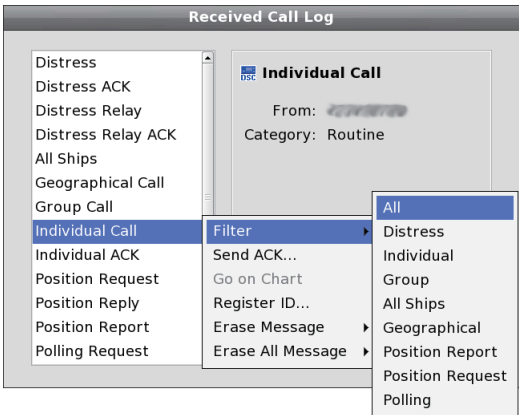 Received Call Log
Distress
Distress ACK
Distress Relay
Distress Relay ACK
All Ships
Geographical Call
Group Call
Individual Call
Individual ACK
Position Request
Position Reply
Position Report
Polling Request
DSC Individual Call
From:
Category: Routine
Filter
Send ACK...
Go on Chart
Register ID...
Erase Message
Erase All Message
All
Distress
Individual
Group
All Ships
Geographical
Position Report
Position Request
Polling